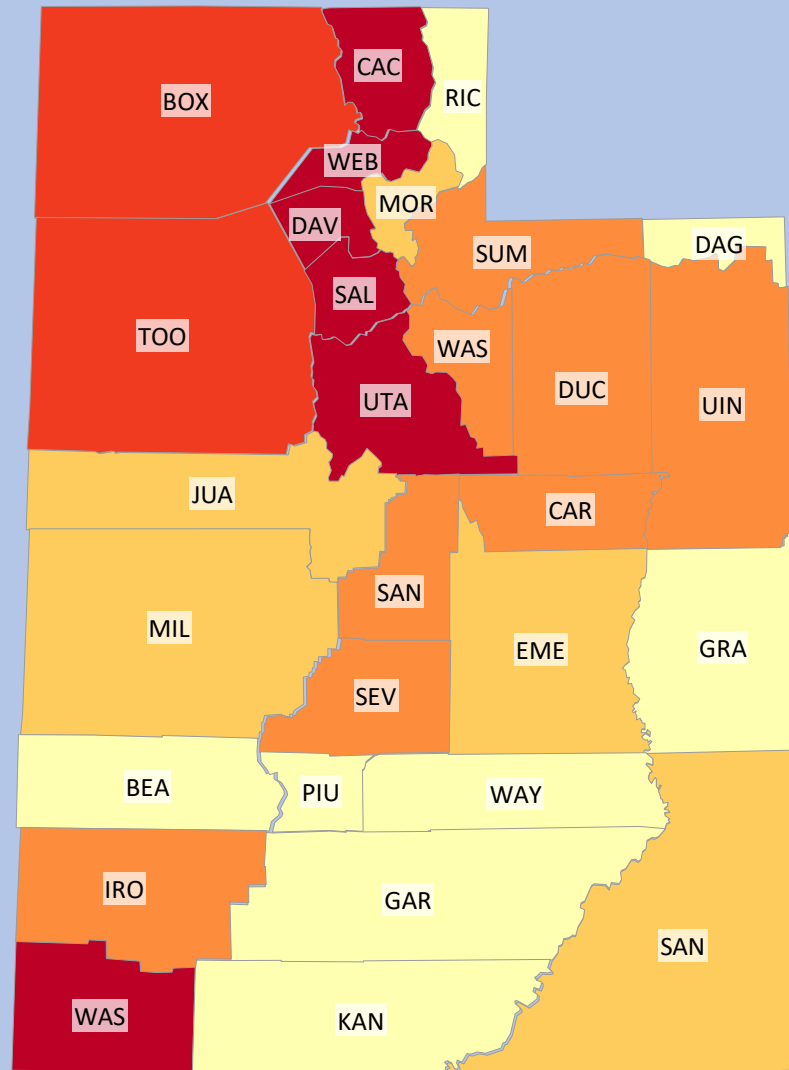 CAC
RIC
BOX
WEB
MOR
DAV
SUM
DAG
SAL
TOO
WAS
DUC
UTA
UIN
JUA
CAR
SAN
MIL
EME
GRA
SEV
BEA
PIU
WAY
IRO
GAR
SAN
WAS
KAN